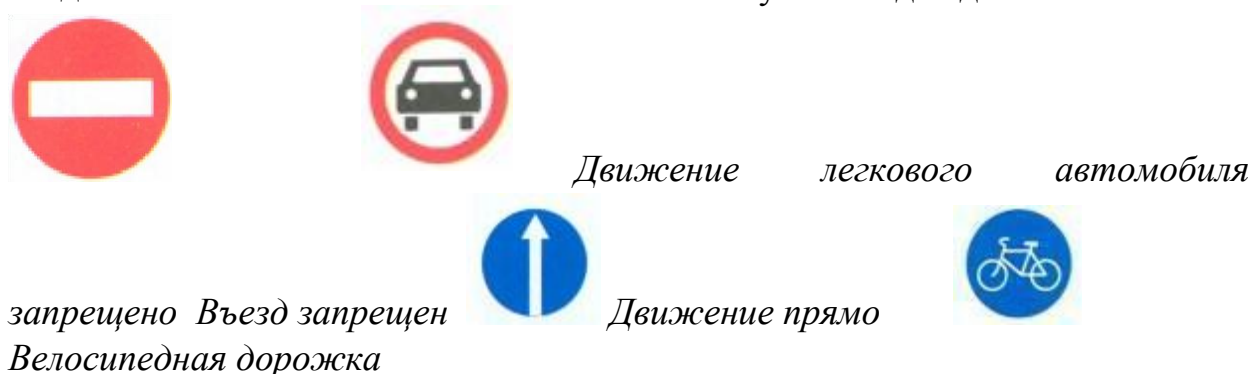 Движение легкового автомобиля
запрещено Въезд запрещен Движение прямо
Велосипедная дорожка